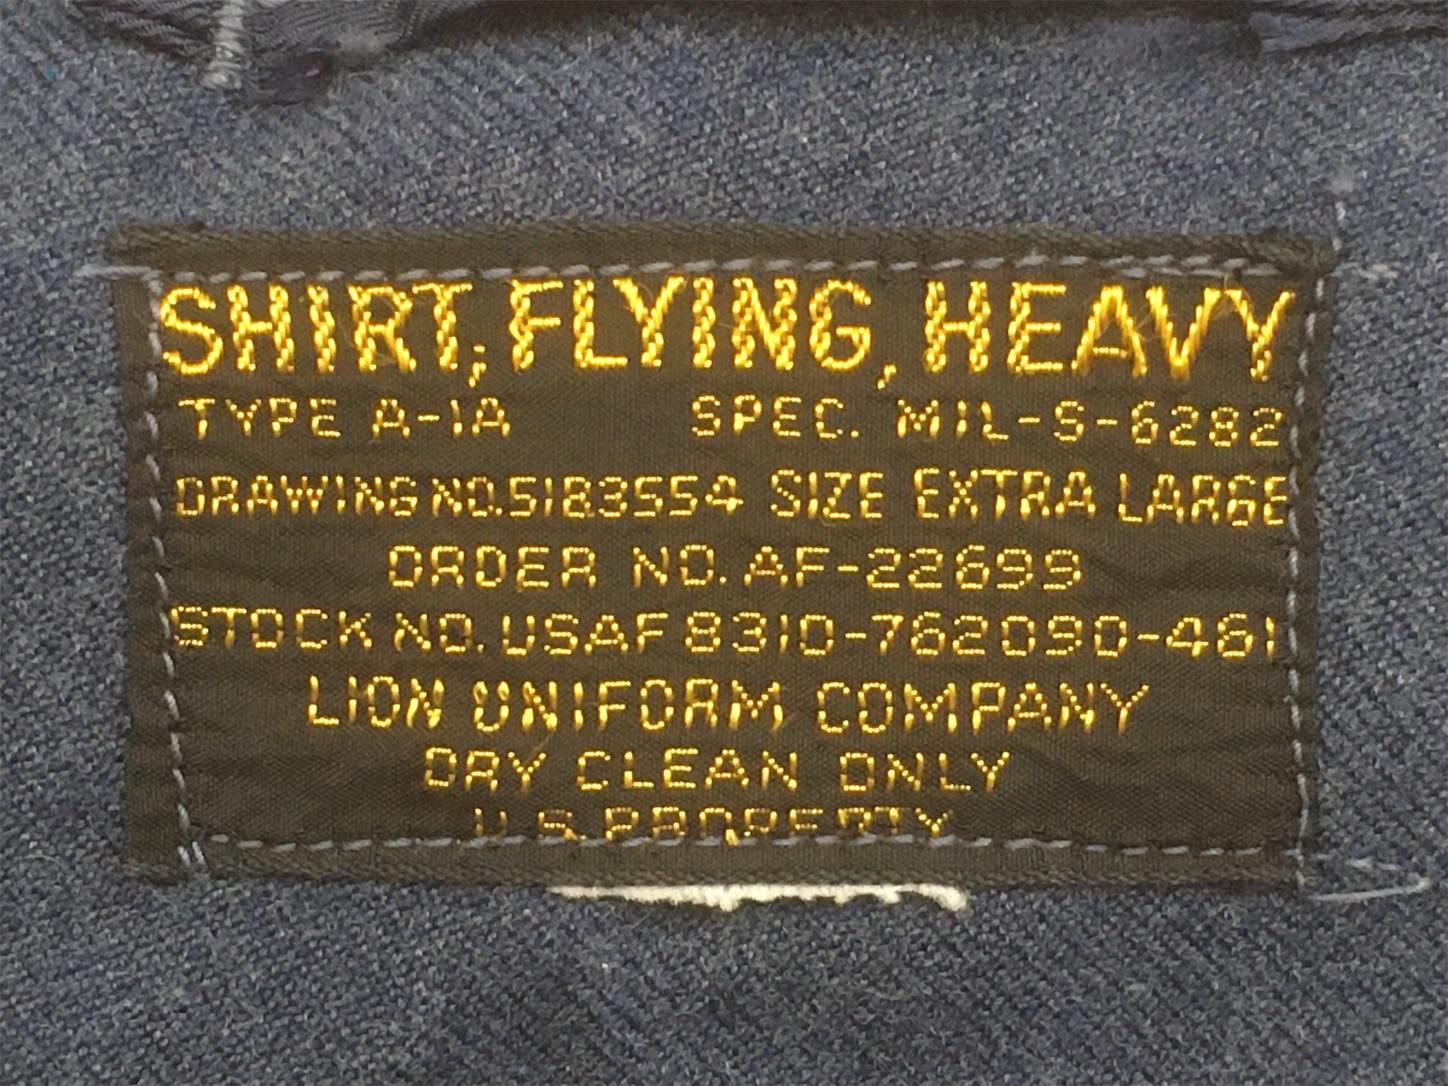 SHIRT, FLYING, HEAVY
TYPE A-1A SPEC. MIL-S-6282
DRAWING NO. 5183554 SIZE EXTRA LARGE
ORDER NO. AF-22699
STOCK NO. USAF 8310-762090-461
LION UNIFORM COMPANY
DRY CLEAN ONLY
U.S. PROPERTY